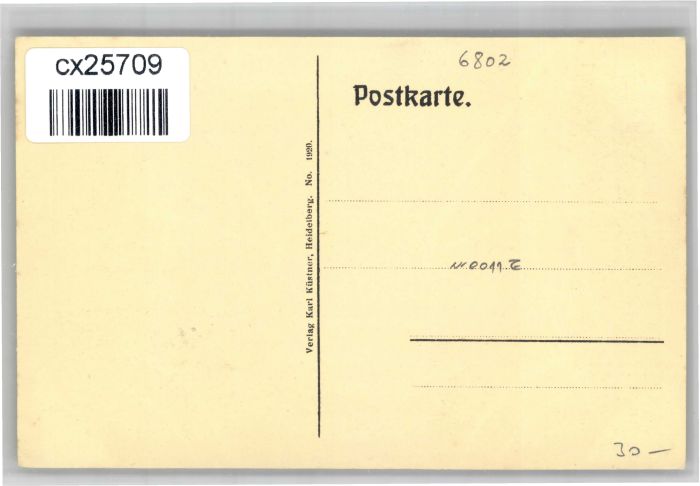 cx25709
6802
Postkarte.
Verlag Karl Küstner, Heidelberg. No. 1920.
30 —